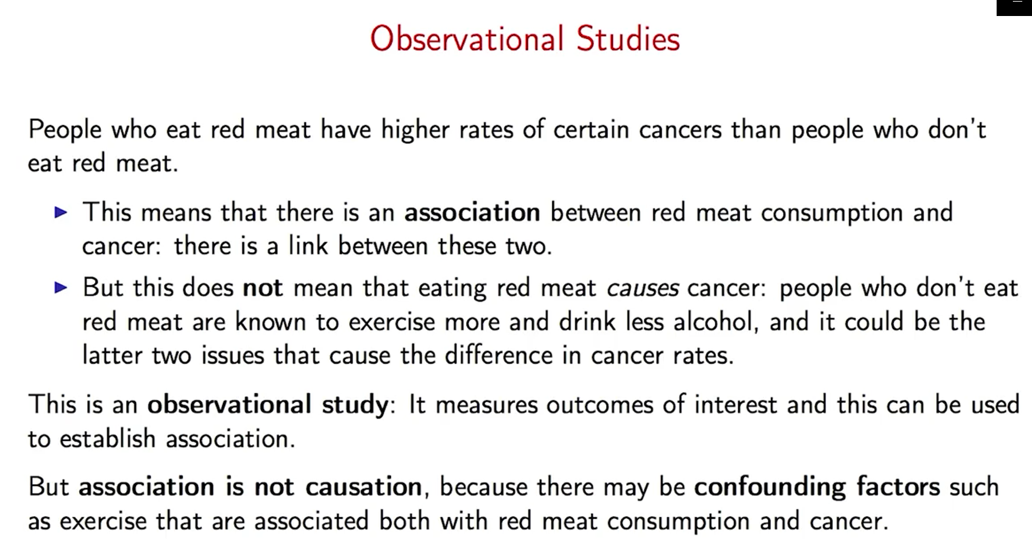 Observational Studies
People who eat red meat have higher rates of certain cancers than people who don't
eat red meat.
▶ This means that there is an association between red meat consumption and
cancer: there is a link between these two.
▶ But this does not mean that eating red meat causes cancer: people who don't eat
red meat are known to exercise more and drink less alcohol, and it could be the
latter two issues that cause the difference in cancer rates.
This is an observational study: It measures outcomes of interest and this can be used
to establish association.
But association is not causation, because there may be confounding factors such
as exercise that are associated both with red meat consumption and cancer.